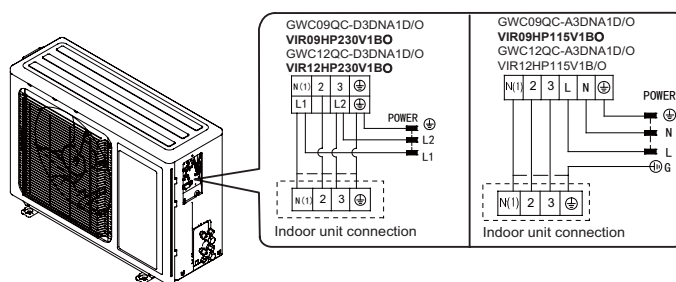 GWC09QC-D3DNA1D/O
VIR09HP230V1BO
GWC12QC-D3DNA1D/O
VIR12HP230V1BO
N(1) 2 3
L1 L2
POWER
L2
L1
N(1) 2 3
Indoor unit connection
GWC09QC-A3DNA1D/O
VIR09HP115V1BO
GWC12QC-A3DNA1D/O
VIR12HP115V1B/O
N(1) 2 3 L N
POWER
N
L
G
N(1) 2 3
Indoor unit connection